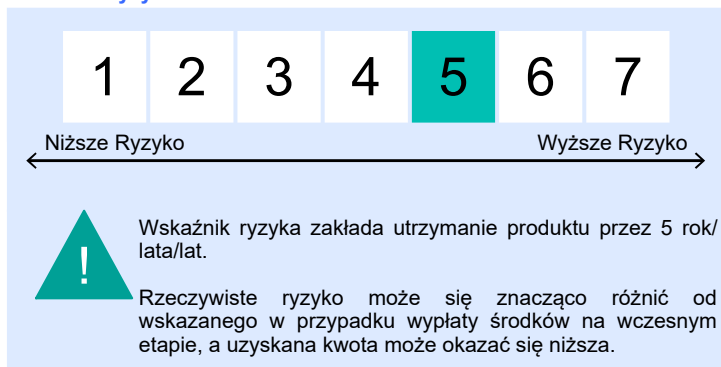 1 2 3 4 5 6 7
Niższe Ryzyko Wyższe Ryzyko
!
Wskaźnik ryzyka zakłada utrzymanie produktu przez 5 rok/
lata/lat.
Rzeczywiste ryzyko może się znacząco różnić od
wskazanego w przypadku wypłaty środków na wczesnym
etapie, a uzyskana kwota może okazać się niższa.